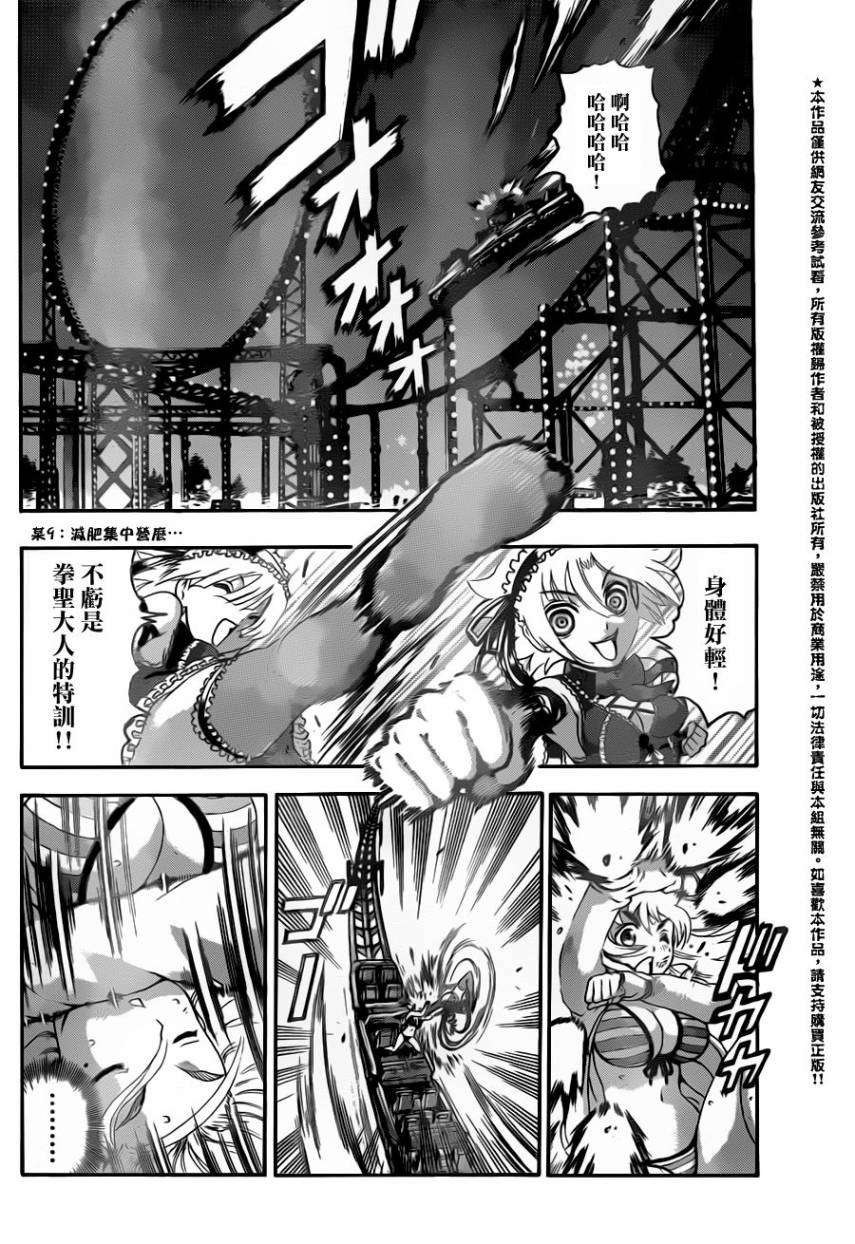 啊哈哈
哈哈哈哈！
ゴオオオオ
某9：減肥集中營麼…
身體好輕！
不虧是
拳聖大人的特訓!!
ドカカカ
ゴ
………
★本作品僅供網友交流參考試看，所有版權歸作者和被授權的出版社所有，嚴禁用於商業用途，一切法律責任與本組無關。如喜歡本作品，請支持購買正版!!